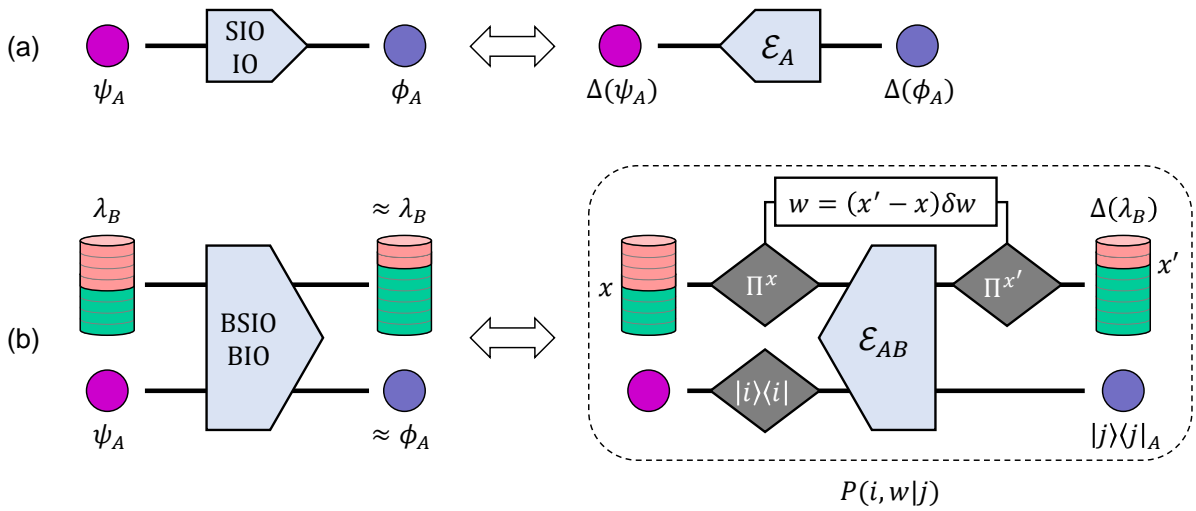 (a)
SIO
IO
ψ_A
ϕ_A
ℰ_A
Δ(ψ_A)
Δ(ϕ_A)
(b)
λ_B
≈ λ_B
BSIO
BIO
ψ_A
≈ ϕ_A
w = (x′ − x)δw
Δ(λ_B)
x
Π^x
Π^x′
x′
ℰ_AB
|i⟩⟨i|
|j⟩⟨j|_A
P(i, w|j)